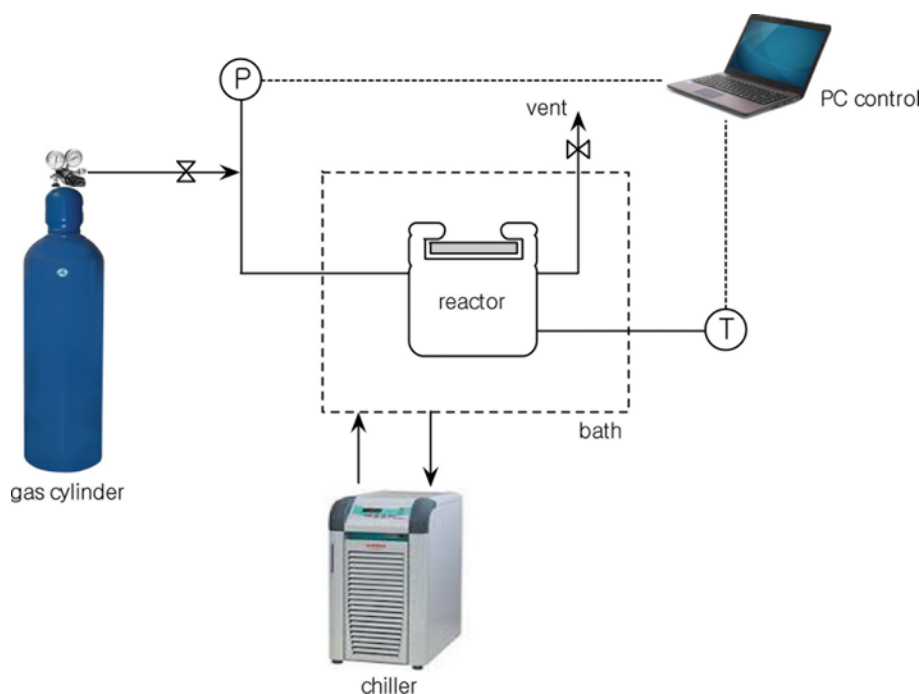 P
PC control
vent
reactor
T
bath
gas cylinder
chiller